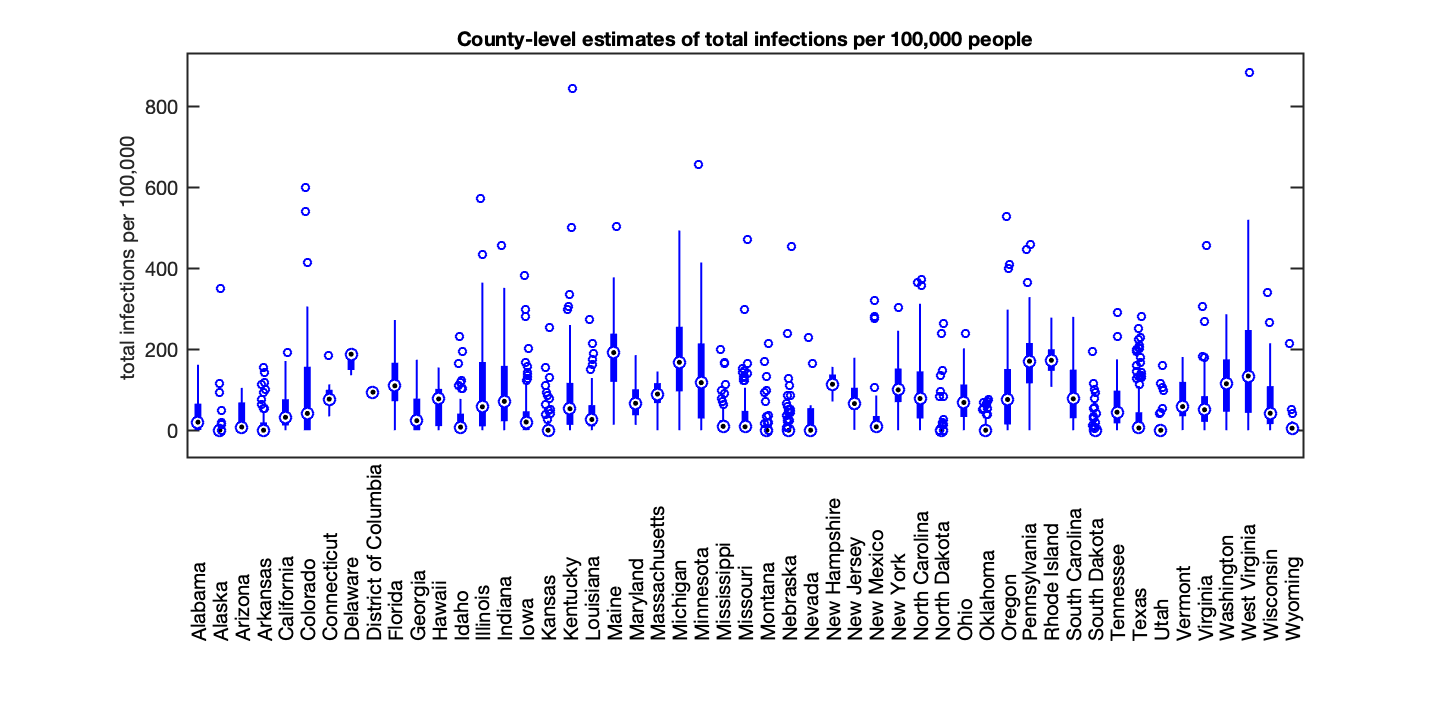 County-level estimates of total infections per 100,000 people
total infections per 100,000
800
600
400
200
0
Alabama
Alaska
Arizona
Arkansas
California
Colorado
Connecticut
Delaware
District of Columbia
Florida
Georgia
Hawaii
Idaho
Illinois
Indiana
Iowa
Kansas
Kentucky
Louisiana
Maine
Maryland
Massachusetts
Michigan
Minnesota
Mississippi
Missouri
Montana
Nebraska
Nevada
New Hampshire
New Jersey
New Mexico
New York
North Carolina
North Dakota
Ohio
Oklahoma
Oregon
Pennsylvania
Rhode Island
South Carolina
South Dakota
Tennessee
Texas
Utah
Vermont
Virginia
Washington
West Virginia
Wisconsin
Wyoming